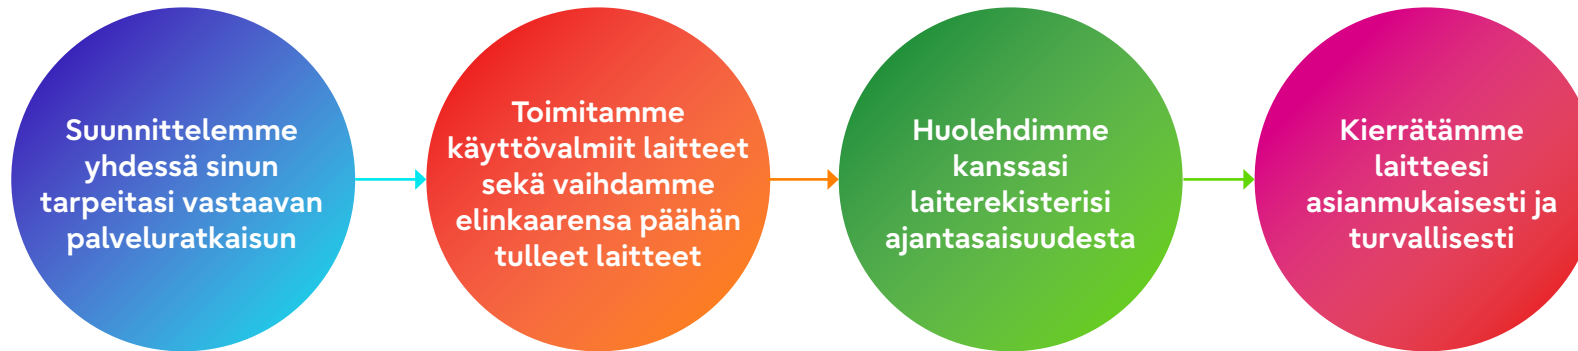 Suunnittelemme
yhdessä sinun
tarpeitasi vastaavan
palveluratkaisun
Toimitamme
käyttövalmiit laitteet
sekä vaihdamme
elinkaarensa päähän
tulleet laitteet
Huolehdimme
kanssasi
laiterekisterisi
ajantasaisuudesta
Kierrätämme
laitteesi
asianmukaisesti ja
turvallisesti